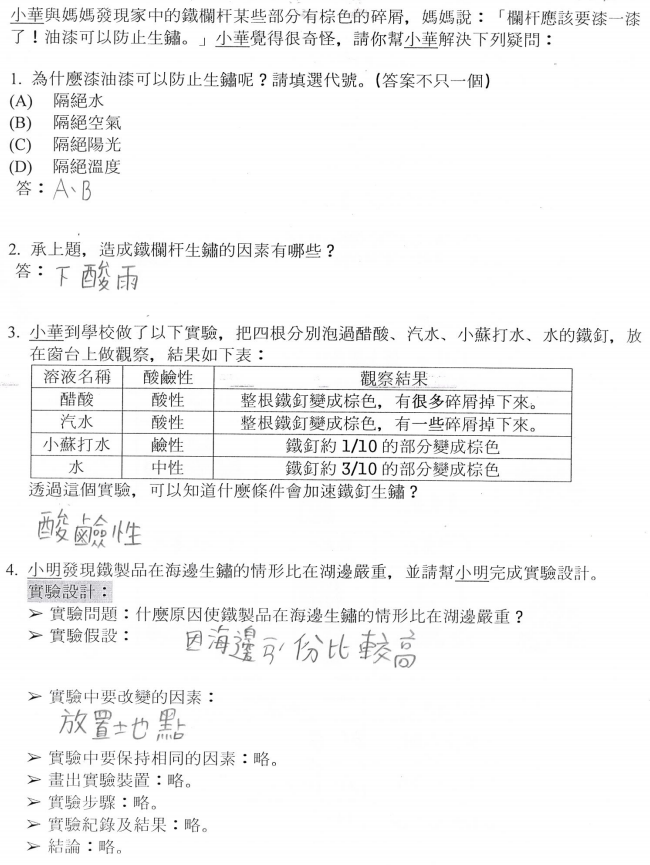 小華與媽媽發現家中的鐵欄杆某些部分有棕色的碎屑，媽媽說：「欄杆應該要漆一漆
了！油漆可以防止生鏽。」小華覺得很奇怪，請你幫小華解決下列疑問：
1. 為什麼漆油漆可以防止生鏽呢？請填選代號。(答案不只一個)
(A) 隔絕水
(B) 隔絕空氣
(C) 隔絕陽光
(D) 隔絕溫度
答：A、B
2. 承上題，造成鐵欄杆生鏽的因素有哪些？
答：下酸雨
3. 小華到學校做了以下實驗，把四根分別泡過醋酸、汽水、小蘇打水、水的鐵釘，放
在窗台上做觀察，結果如下表：
溶液名稱 酸鹼性 觀察結果
醋酸 酸性 整根鐵釘變成棕色，有很多碎屑掉下來。
汽水 酸性 整根鐵釘變成棕色，有一些碎屑掉下來。
小蘇打水 鹼性 鐵釘約 1/10 的部分變成棕色
水 中性 鐵釘約 3/10 的部分變成棕色
透過這個實驗，可以知道什麼條件會加速鐵釘生鏽？
酸鹼性
4. 小明發現鐵製品在海邊生鏽的情形比在湖邊嚴重，並請幫小明完成實驗設計。
實驗設計：
➢ 實驗問題：什麼原因使鐵製品在海邊生鏽的情形比在湖邊嚴重？
➢ 實驗假設：
因海邊份比較高
➢ 實驗中要改變的因素：
放置地點
➢ 實驗中要保持相同的因素：略。
➢ 畫出實驗裝置：略。
➢ 實驗步驟：略。
➢ 實驗紀錄及結果：略。
➢ 結論：略。